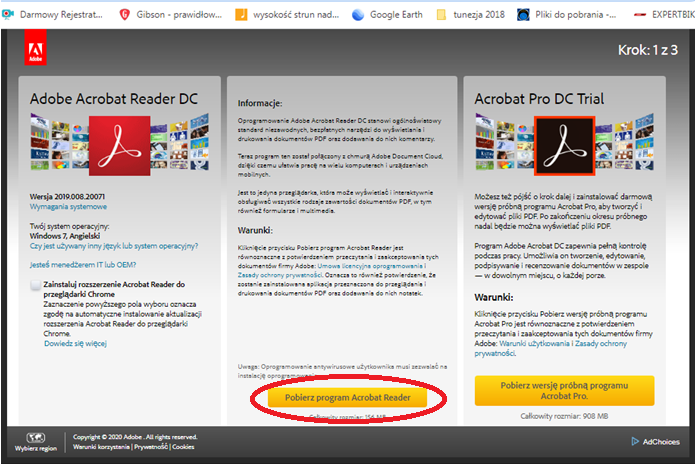 Darmowy Rejestrat... Gibson - prawidłow... wysokość strun nad... Google Earth tunezja 2018 Pliki do pobrania -... EXPERTBIK
Adobe
Krok: 1 z 3
Adobe Acrobat Reader DC
Wersja 2019.008.20071
Wymagania systemowe
Twój system operacyjny:
Windows 7, Angielski
Czy jest używany inny język lub system operacyjny?
Jesteś menedżerem IT lub OEM?
Zainstaluj rozszerzenie Acrobat Reader do
przeglądarki Chrome
Zaznaczenie powyższego pola wyboru oznacza
zgodę na automatyczne instalowanie aktualizacji
rozszerzenia Acrobat Reader do przeglądarki
Chrome.
Dowiedz się więcej
Informacje:
Oprogramowanie Adobe Acrobat Reader DC stanowi ogólnoświatowy
standard niezawodnych, bezpłatnych narzędzi do wyświetlania i
drukowania dokumentów PDF oraz dodawania do nich komentarzy.
Teraz program ten został połączony z chmurą Adobe Document Cloud,
dzięki czemu ułatwia pracę na wielu komputerach i urządzeniach
mobilnych.
Jest to jedyna przeglądarka, która może wyświetlać i interaktywnie
obsługiwać wszystkie rodzaje zawartości dokumentów PDF, w tym
również formularze i multimedia.
Warunki:
Kliknięcie przycisku Pobierz program Acrobat Reader jest
równoznaczne z potwierdzeniem przeczytania i zaakceptowania tych
dokumentów firmy Adobe: Umowa licencyjna oprogramowania i
Zasady ochrony prywatności. Oznacza to również potwierdzenie, że
zostanie zainstalowana aplikacja przeznaczona do przeglądania i
drukowania dokumentów PDF oraz dodawania do nich notatek.
Uwaga: Oprogramowanie antywirusowe użytkownika musi zezwalać na
instalację oprogramowania.
Pobierz program Acrobat Reader
Całkowity rozmiar: 156 MB
Acrobat Pro DC Trial
Możesz też pójść o krok dalej i zainstalować darmową
wersję próbną programu Acrobat Pro, aby tworzyć i
edytować pliki PDF. Po zakończeniu okresu próbnego
nadal będzie można wyświetlać pliki PDF.
Program Adobe Acrobat DC zapewnia pełną kontrolę
podczas pracy. Umożliwia on tworzenie, edytowanie,
podpisywanie i recenzowanie dokumentów w zespole
— w dowolnym miejscu, o każdej porze.
Warunki:
Kliknięcie przycisku Pobierz wersję próbną programu
Acrobat Pro jest równoznaczne z potwierdzeniem
przeczytania i zaakceptowania tych dokumentów firmy
Adobe: Warunki użytkowania i Zasady ochrony
prywatności.
Pobierz wersję próbną programu
Acrobat Pro.
Całkowity rozmiar: 908 MB
Wybierz region
Copyright © 2020 Adobe . All rights reserved.
Warunki korzystania | Prywatność | Cookies
AdChoices